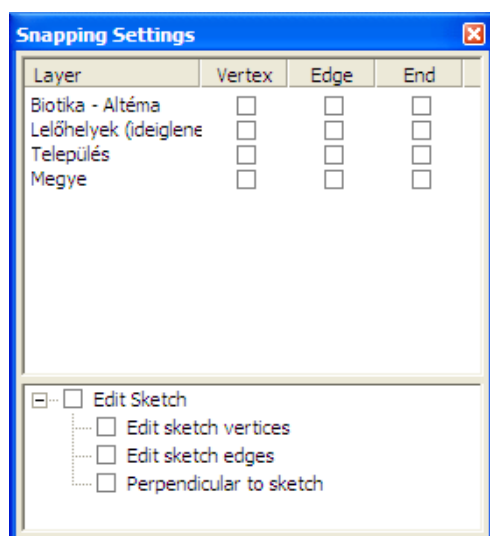 Snapping Settings
Layer Vertex Edge End
Biotika - Altéma
Lelőhelyek (ideiglene
Település
Megye
Edit Sketch
Edit sketch vertices
Edit sketch edges
Perpendicular to sketch